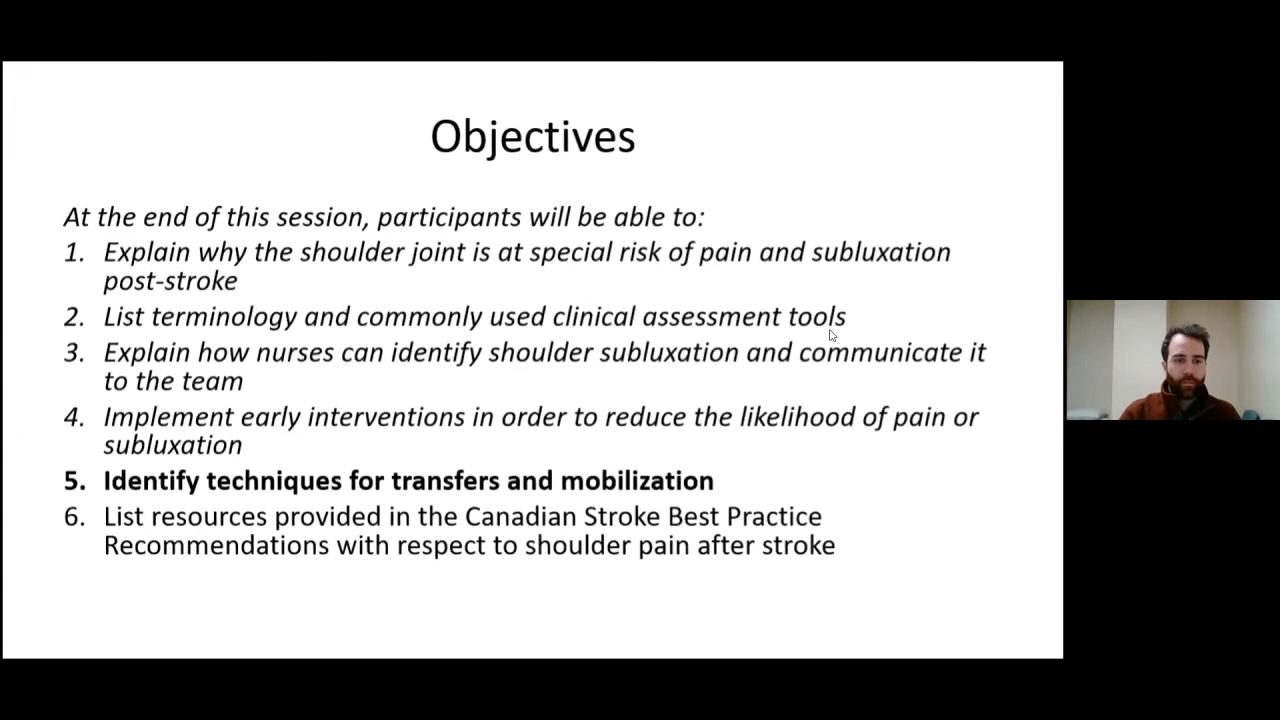 Objectives
At the end of this session, participants will be able to:
1. Explain why the shoulder joint is at special risk of pain and subluxation
post-stroke
2. List terminology and commonly used clinical assessment tools
3. Explain how nurses can identify shoulder subluxation and communicate it
to the team
4. Implement early interventions in order to reduce the likelihood of pain or
subluxation
5. Identify techniques for transfers and mobilization
6. List resources provided in the Canadian Stroke Best Practice
Recommendations with respect to shoulder pain after stroke